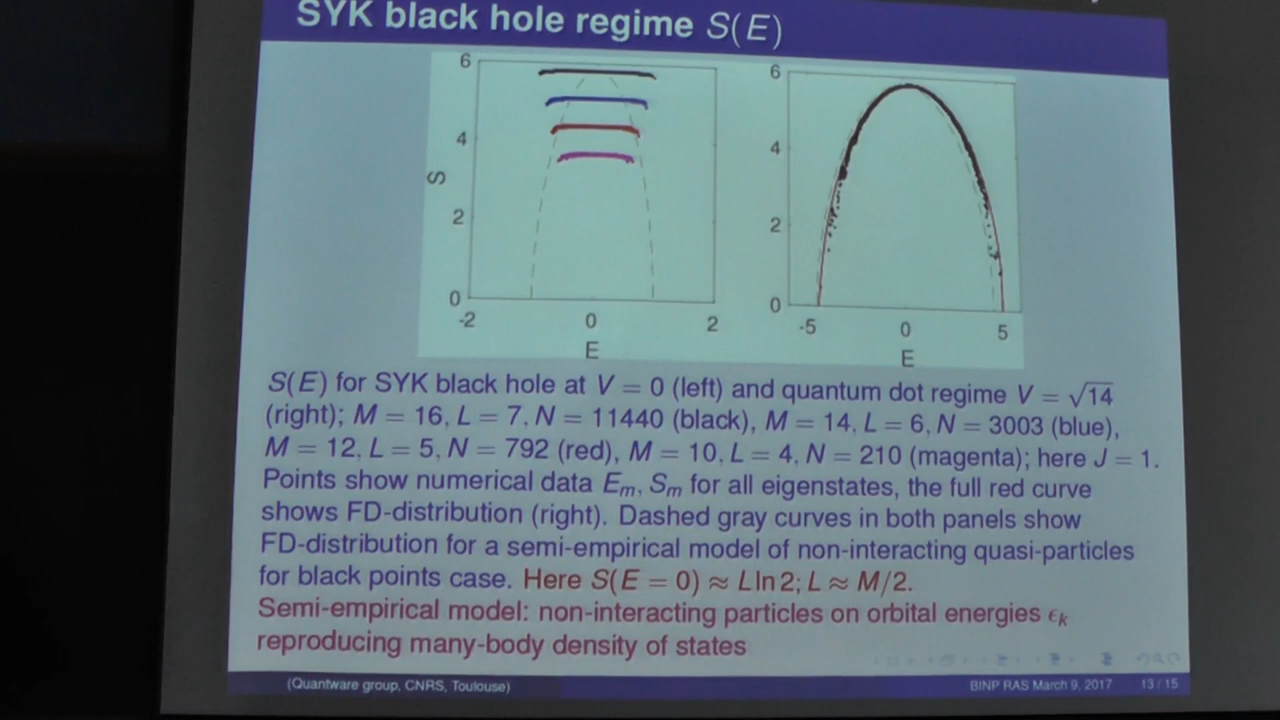 SYK black hole regime S(E)
6
4
2
0
S
-2
0
2
E
6
4
2
0
-5
0
5
E
S(E) for SYK black hole at V = 0 (left) and quantum dot regime V = √14
(right); M = 16, L = 7, N = 11440 (black), M = 14, L = 6, N = 3003 (blue),
M = 12, L = 5, N = 792 (red), M = 10, L = 4, N = 210 (magenta); here J = 1.
Points show numerical data Eₘ, Sₘ for all eigenstates, the full red curve
shows FD-distribution (right). Dashed gray curves in both panels show
FD-distribution for a semi-empirical model of non-interacting quasi-particles
for black points case. Here S(E = 0) ≈ L ln 2; L ≈ M/2.
Semi-empirical model: non-interacting particles on orbital energies ϵₖ
reproducing many-body density of states
(Quantware group, CNRS, Toulouse)
BINP RAS March 9, 2017
13 / 15